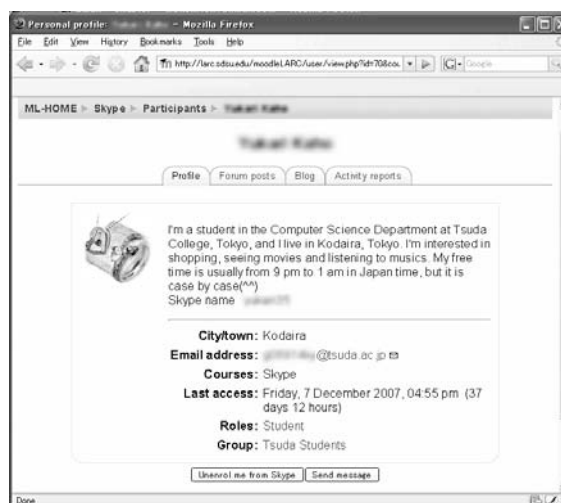 Personal profile: - Mozilla Firefox
File Edit View History Bookmarks Tools Help
http://larc.sdsu.edu/moodleLARC/user/view.php?id=70&cou
Google
ML-HOME ► Skype ► Participants ►
Profile Forum posts Blog Activity reports
I'm a student in the Computer Science Department at Tsuda
College, Tokyo, and I live in Kodaira, Tokyo. I'm interested in
shopping, seeing movies and listening to musics. My free
time is usually from 9 pm to 1 am in Japan time, but it is
case by case(^^)
Skype name
City/town: Kodaira
Email address: @tsuda.ac.jp
Courses: Skype
Last access: Friday, 7 December 2007, 04:55 pm (37
days 12 hours)
Roles: Student
Group: Tsuda Students
Unenrol me from Skype Send message
Done